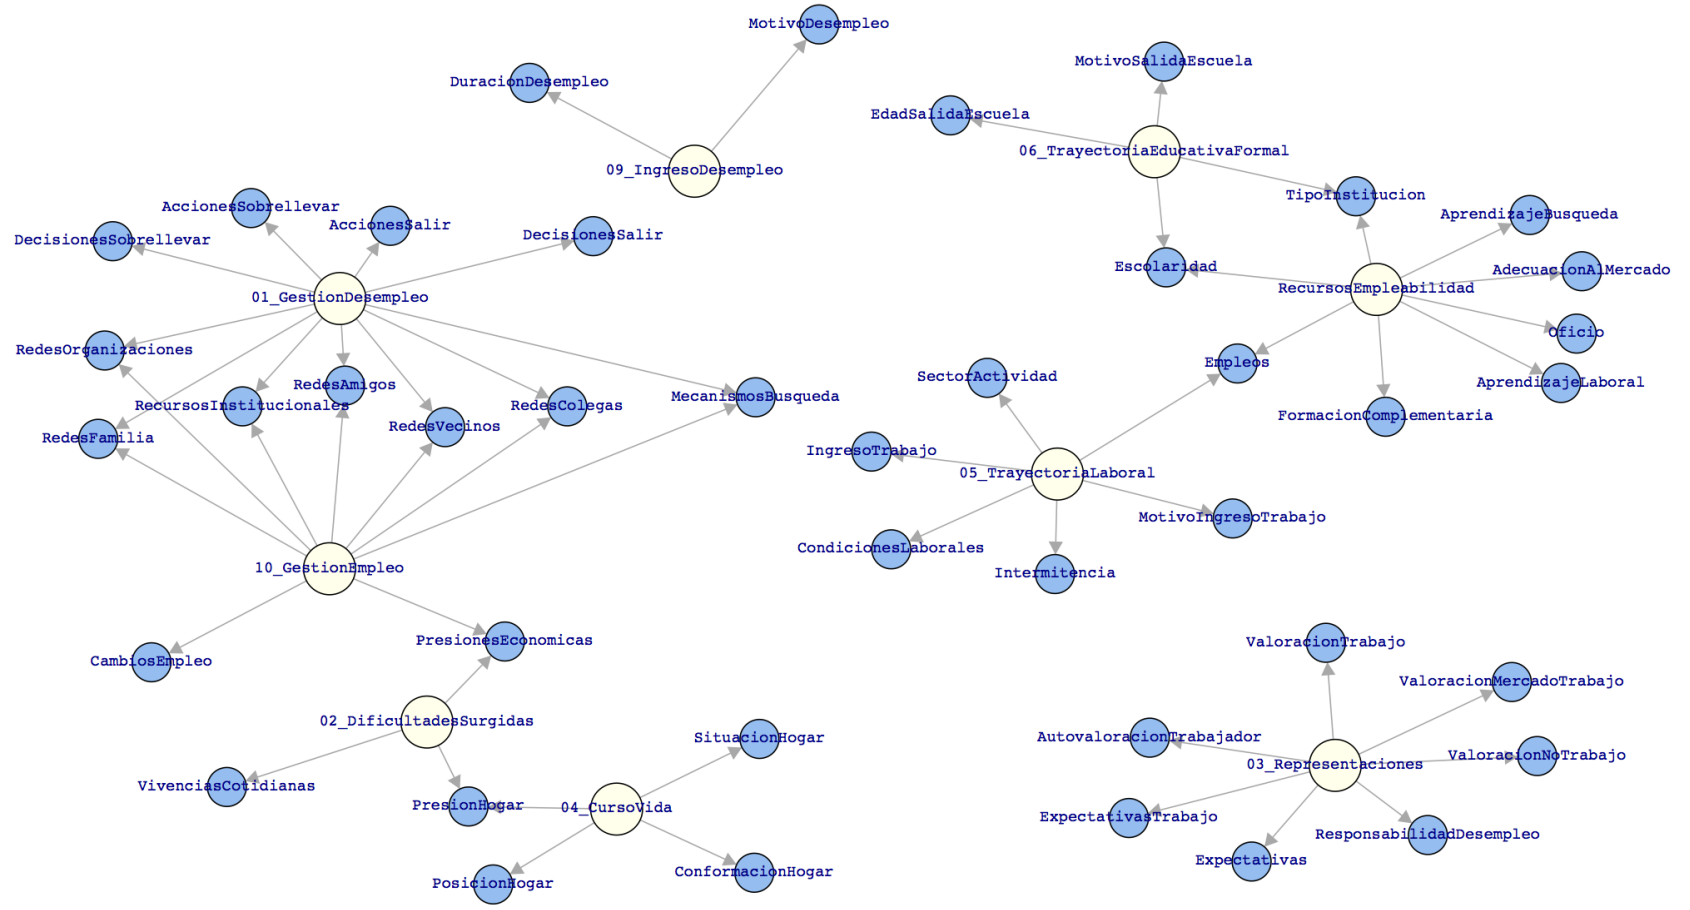 MotivoDesempleo
DuracionDesempleo
09_IngresoDesempleo
MotivoSalidaEscuela
EdadSalidaEscuela
06_TrayectoriaEducativaFormal
TipoInstitucion
AprendizajeBusqueda
Escolaridad
AdecuacionAlMercado
RecursosEmpleabilidad
Oficio
Empleos
AprendizajeLaboral
FormacionComplementaria
AccionesSobrellevar
AccionesSalir
DecisionesSobrellevar
DecisionesSalir
01_GestionDesempleo
RedesOrganizaciones
RedesAmigos
RecursosInstitucionales
RedesColegas
MecanismosBusqueda
RedesVecinos
RedesFamilia
10_GestionEmpleo
SectorActividad
IngresoTrabajo
05_TrayectoriaLaboral
MotivoIngresoTrabajo
CondicionesLaborales
Intermitencia
PresionesEconomicas
CambiosEmpleo
02_DificultadesSurgidas
SituacionHogar
VivenciasCotidianas
PresionHogar
04_CursoVida
PosicionHogar
ConformacionHogar
ValoracionTrabajo
ValoracionMercadoTrabajo
AutovaloracionTrabajador
ValoracionNoTrabajo
03_Representaciones
ExpectativasTrabajo
ResponsabilidadDesempleo
Expectativas